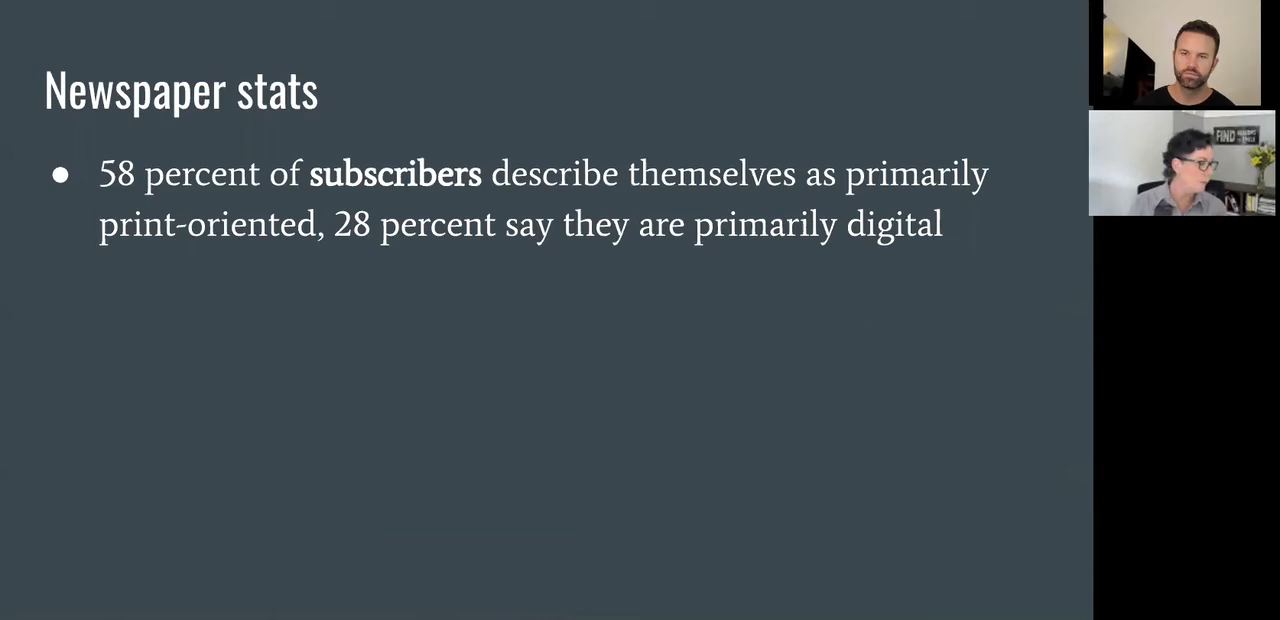 Newspaper stats
● 58 percent of subscribers describe themselves as primarily
print-oriented, 28 percent say they are primarily digital
FIND